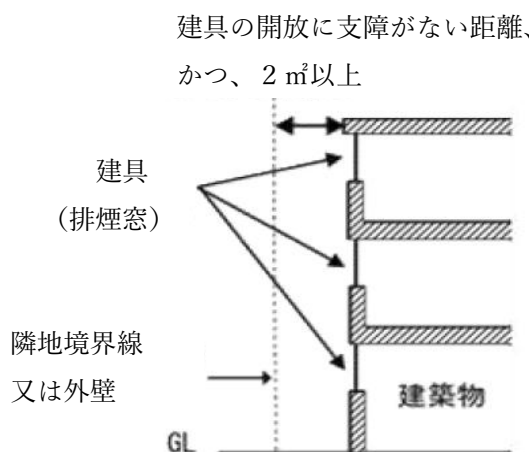 建具の開放に支障がない距離、
かつ、２㎡以上
建具
（排煙窓）
隣地境界線
又は外壁
建築物
GL